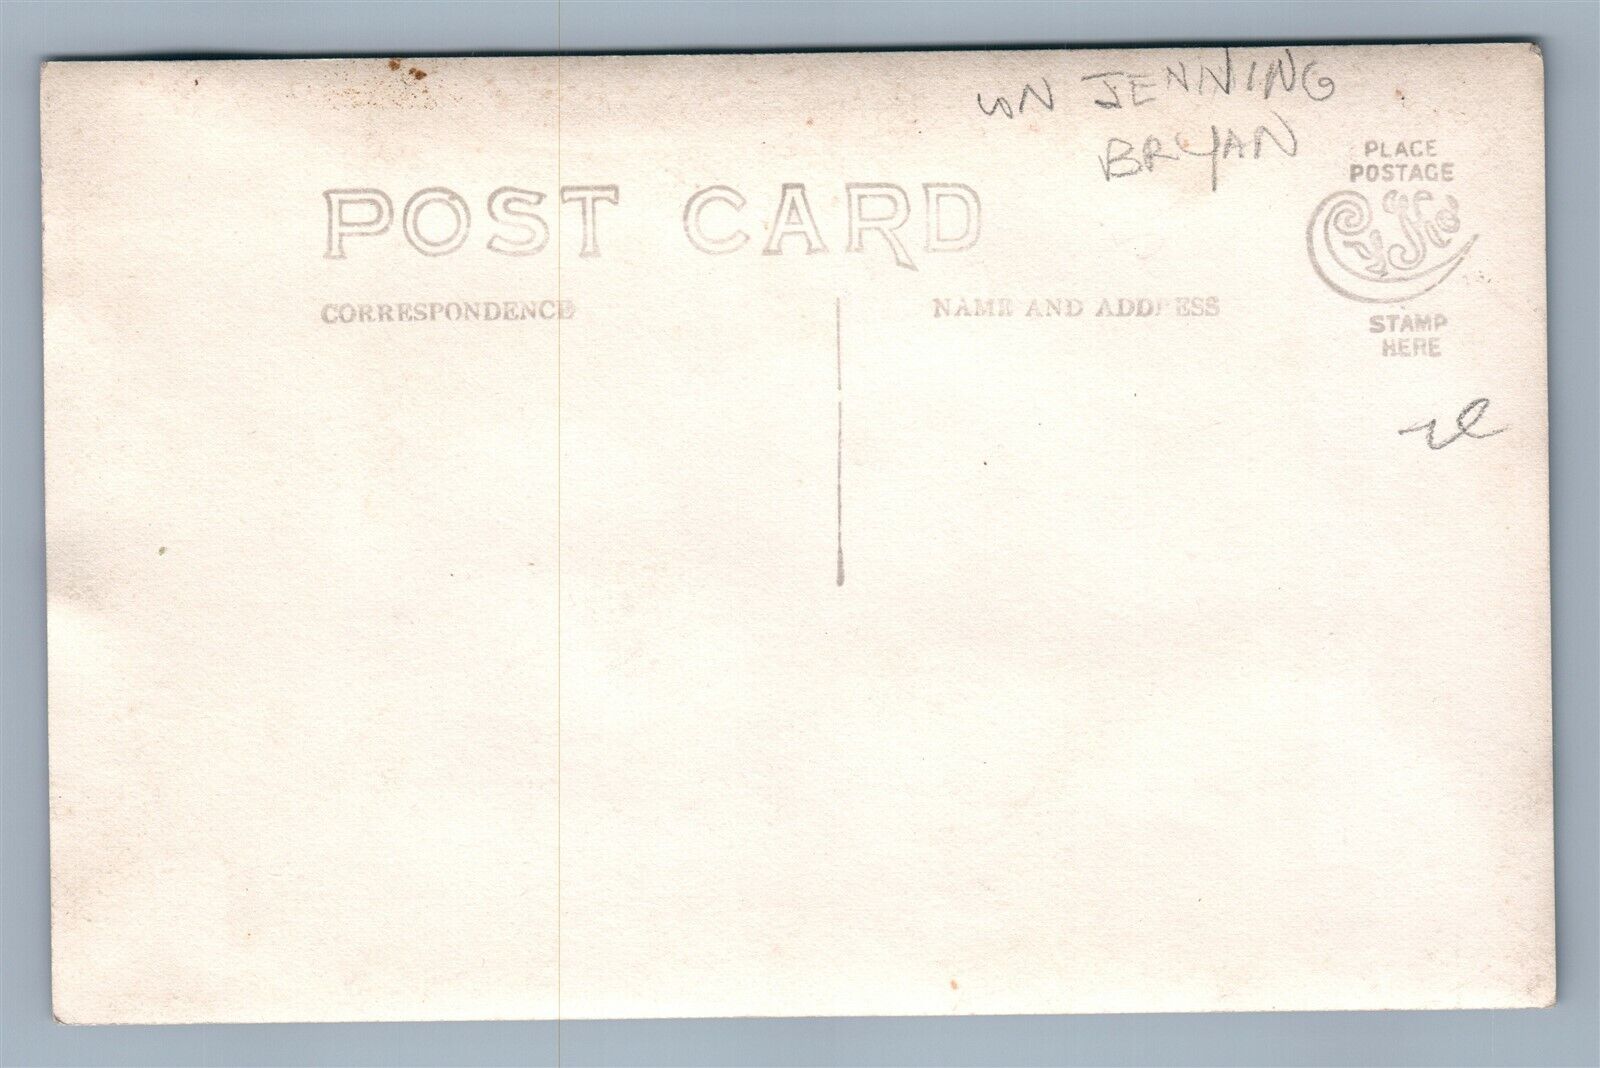 WN JENNING
BRYAN
PLACE
POSTAGE
POST CARD
CORRESPONDENCE
NAME AND ADDRESS
STAMP
HERE